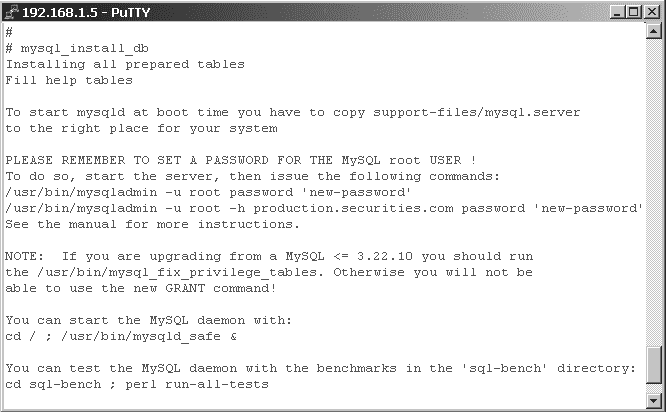 192.168.1.5 - PuTTY
#
# mysql_install_db
Installing all prepared tables
Fill help tables
To start mysqld at boot time you have to copy support-files/mysql.server
to the right place for your system
PLEASE REMEMBER TO SET A PASSWORD FOR THE MySQL root USER !
To do so, start the server, then issue the following commands:
/usr/bin/mysqladmin -u root password 'new-password'
/usr/bin/mysqladmin -u root -h production.securities.com password 'new-password'
See the manual for more instructions.
NOTE:  If you are upgrading from a MySQL <= 3.22.10 you should run
the /usr/bin/mysql_fix_privilege_tables. Otherwise you will not be
able to use the new GRANT command!
You can start the MySQL daemon with:
cd / ; /usr/bin/mysqld_safe &
You can test the MySQL daemon with the benchmarks in the 'sql-bench' directory:
cd sql-bench ; perl run-all-tests